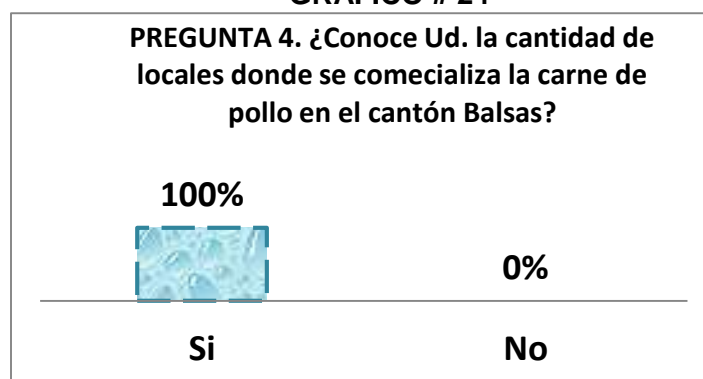 PREGUNTA 4. ¿Conoce Ud. la cantidad de
locales donde se comecializa la carne de
pollo en el cantón Balsas?
100%
0%
Si
No